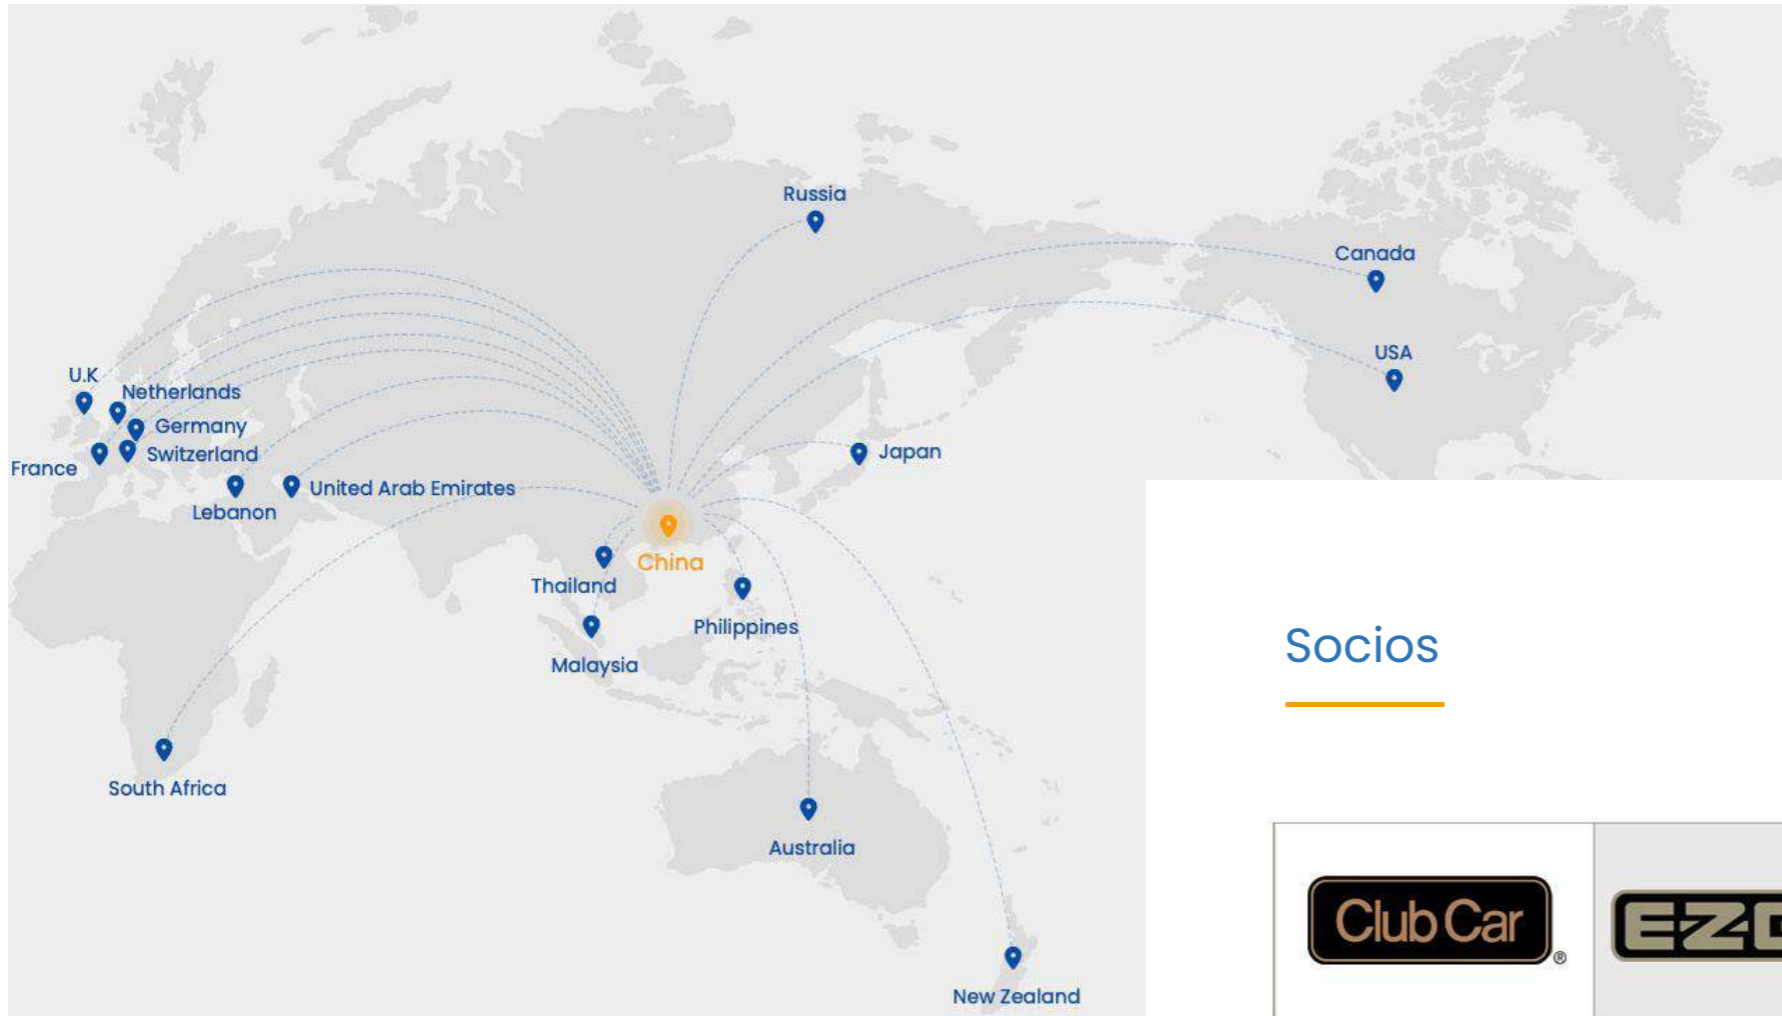 Russia
Canada
USA
U.K
Netherlands
Germany
Switzerland
France
Japan
United Arab Emirates
Lebanon
China
Thailand
Philippines
Malaysia
South Africa
Australia
New Zealand
Socios
Club Car
®